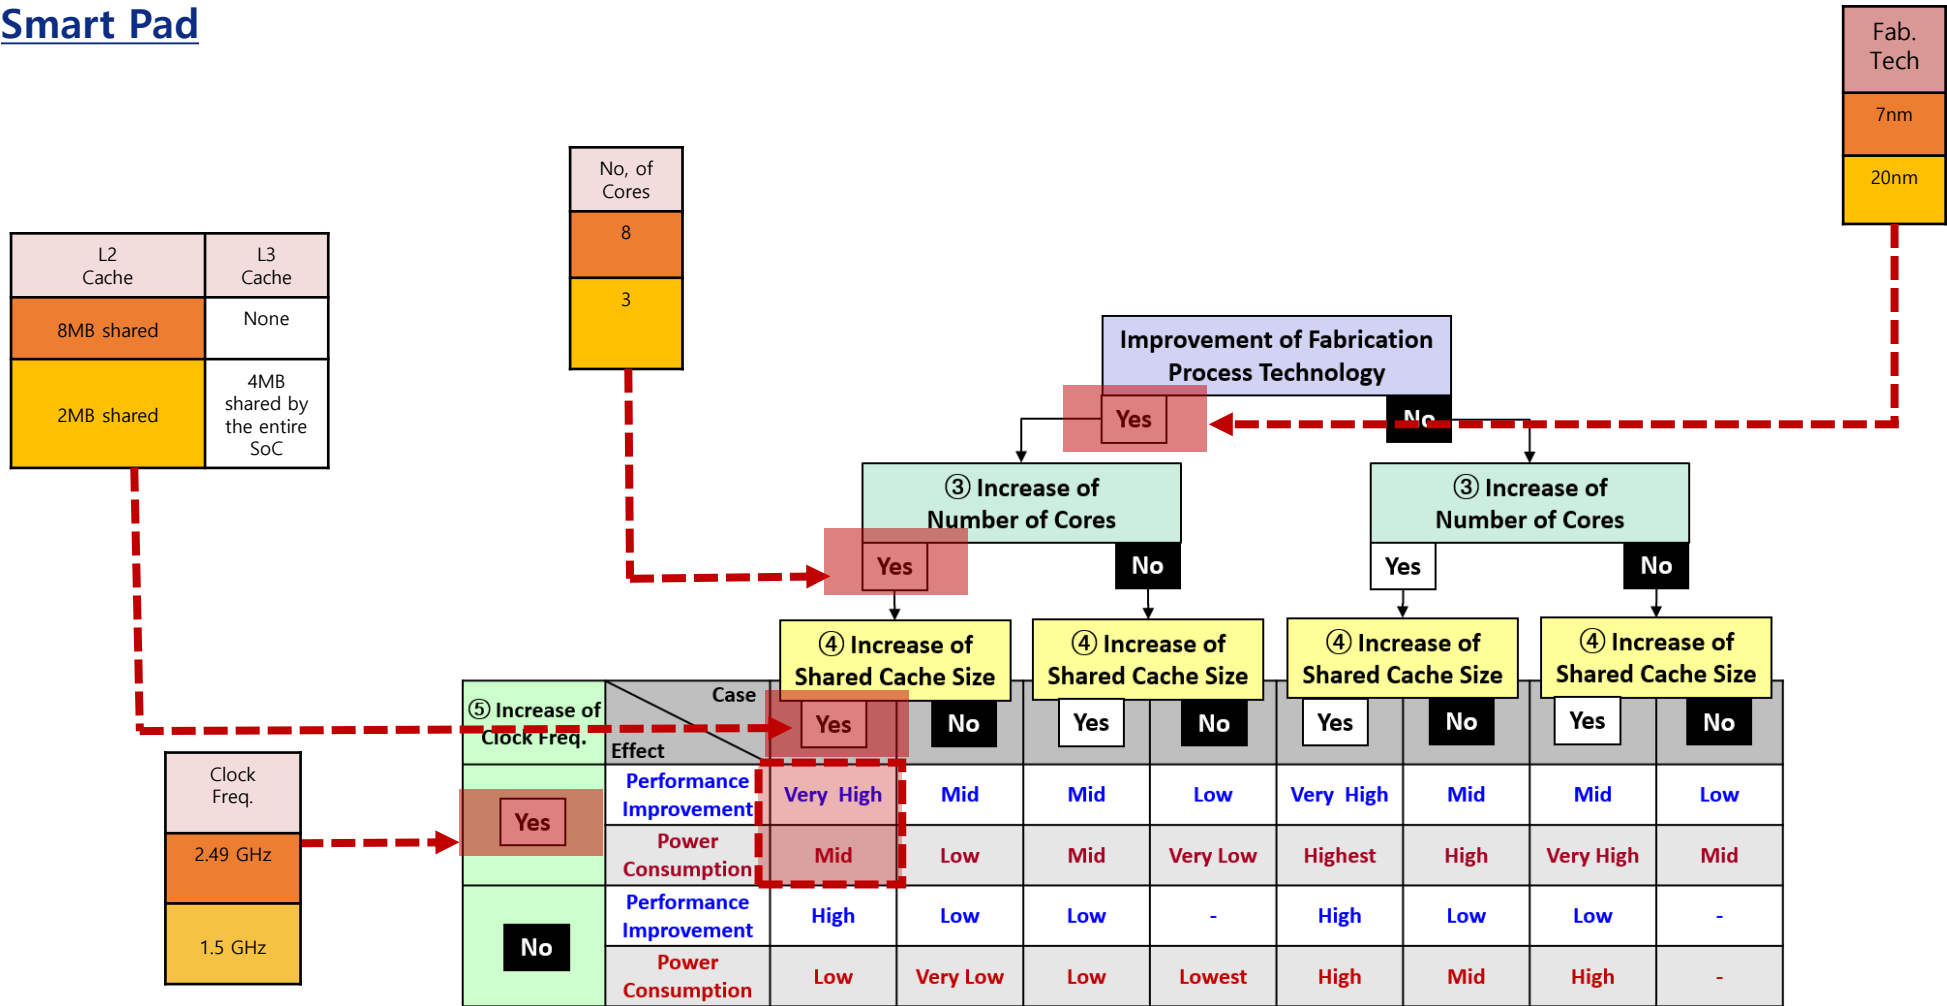 Smart Pad
Fab.
Tech
7nm
20nm
No, of
Cores
8
3
L2
Cache
L3
Cache
8MB shared
None
2MB shared
4MB
shared by
the entire
SoC
Improvement of Fabrication
Process Technology
Yes
No
③ Increase of
Number of Cores
③ Increase of
Number of Cores
Yes
No
Yes
No
④ Increase of
Shared Cache Size
④ Increase of
Shared Cache Size
④ Increase of
Shared Cache Size
④ Increase of
Shared Cache Size
⑤ Increase of
Clock Freq.
Case
Effect
Yes
No
Yes
No
Yes
No
Yes
No
Clock
Freq.
2.49 GHz
1.5 GHz
Yes
Performance
Improvement
Very High
Mid
Mid
Low
Very High
Mid
Mid
Low
Power
Consumption
Mid
Low
Mid
Very Low
Highest
High
Very High
Mid
No
Performance
Improvement
High
Low
Low
-
High
Low
Low
-
Power
Consumption
Low
Very Low
Low
Lowest
High
Mid
High
-